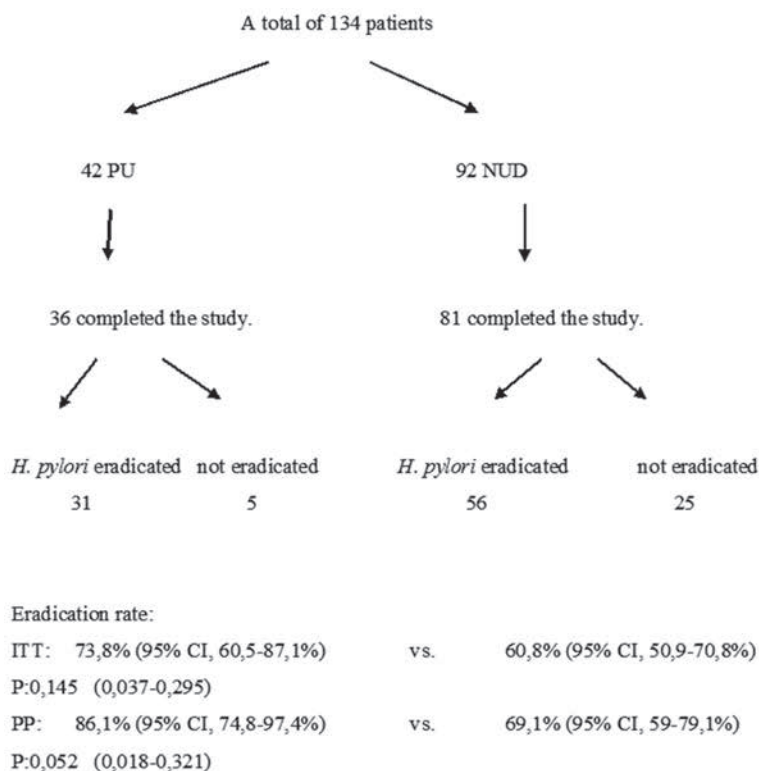 A total of 134 patients
42 PU 92 NUD
36 completed the study. 81 completed the study.
H. pylori eradicated not eradicated H. pylori eradicated not eradicated
31 5 56 25
Eradication rate:
ITT: 73,8% (95% CI, 60,5-87,1%) vs. 60,8% (95% CI, 50,9-70,8%)
P:0,145 (0,037-0,295)
PP: 86,1% (95% CI, 74,8-97,4%) vs. 69,1% (95% CI, 59-79,1%)
P:0,052 (0,018-0,321)